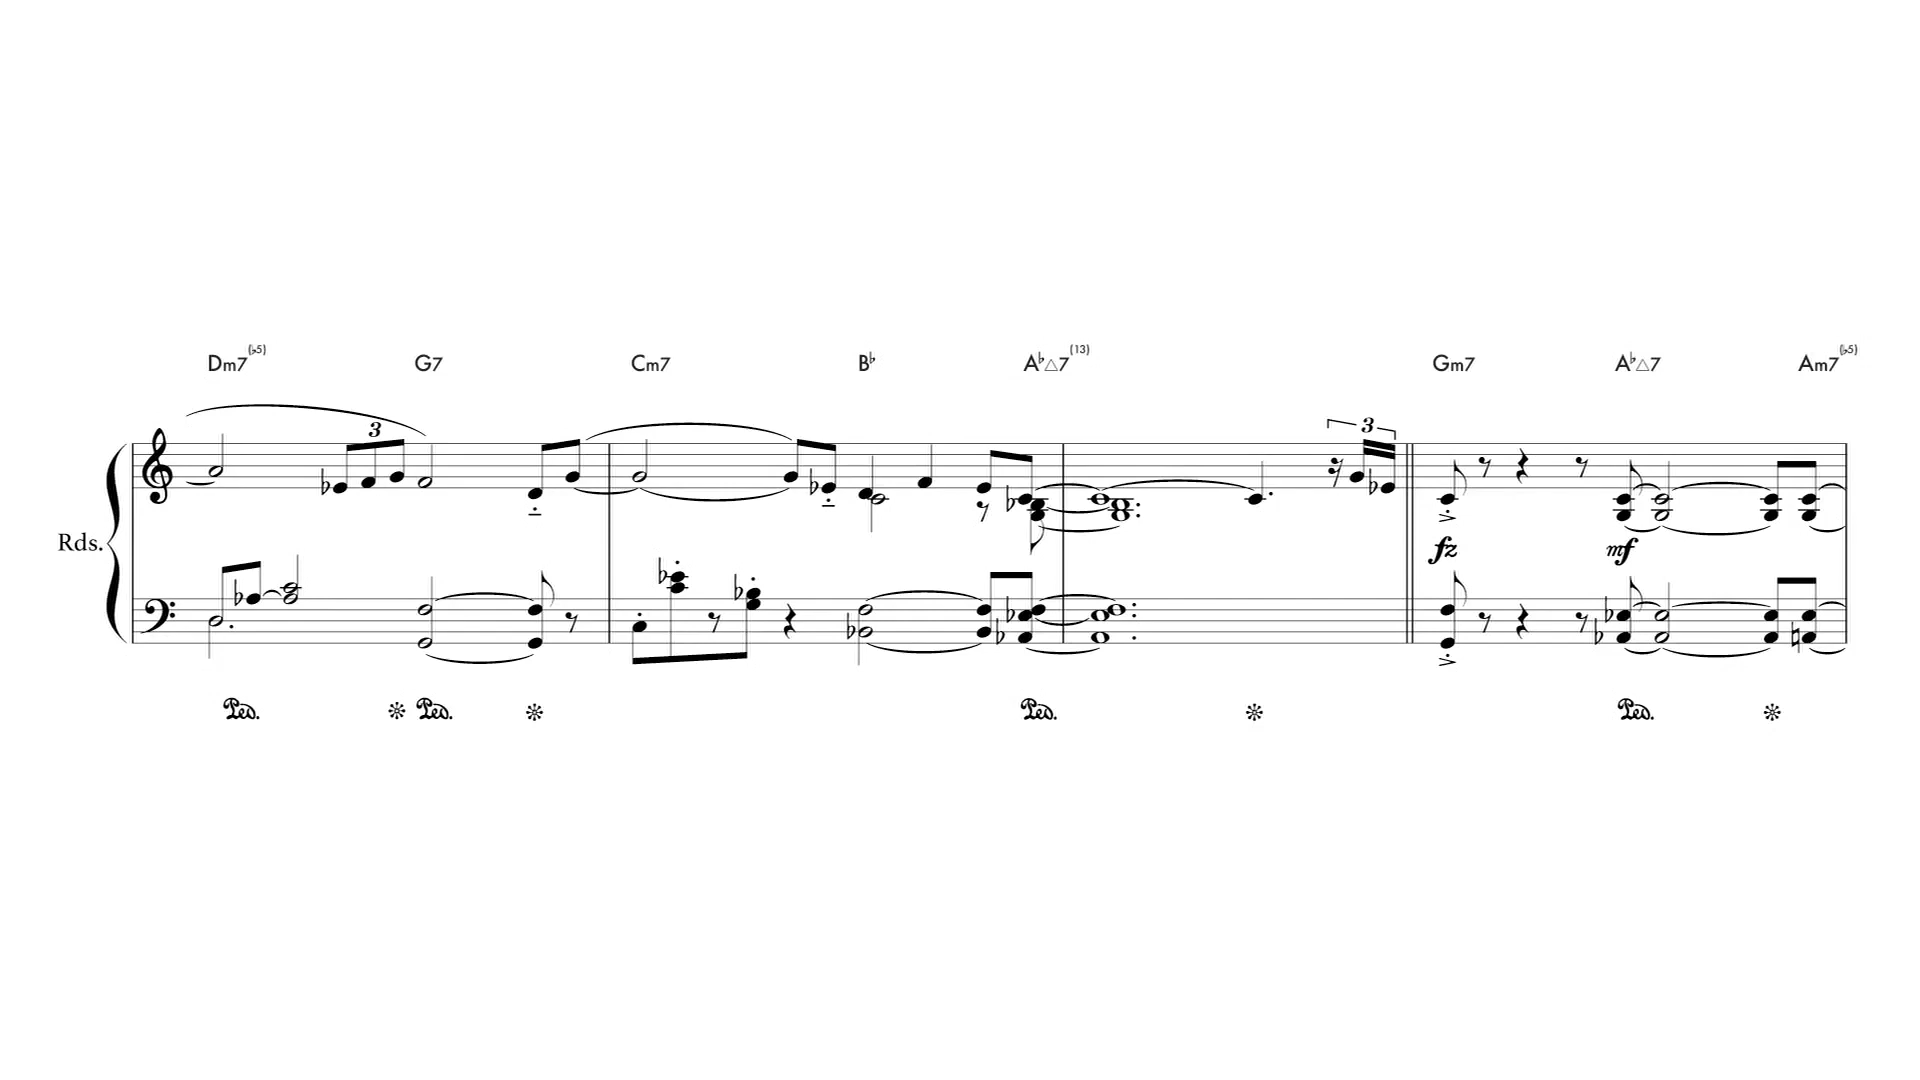 Dm7(♭5) G7 Cm7 B♭ A♭△7(13) Gm7 A♭△7 Am7(♭5)
3 3
Rds.
fz mf
Ped. * Ped. * Ped. * Ped. *